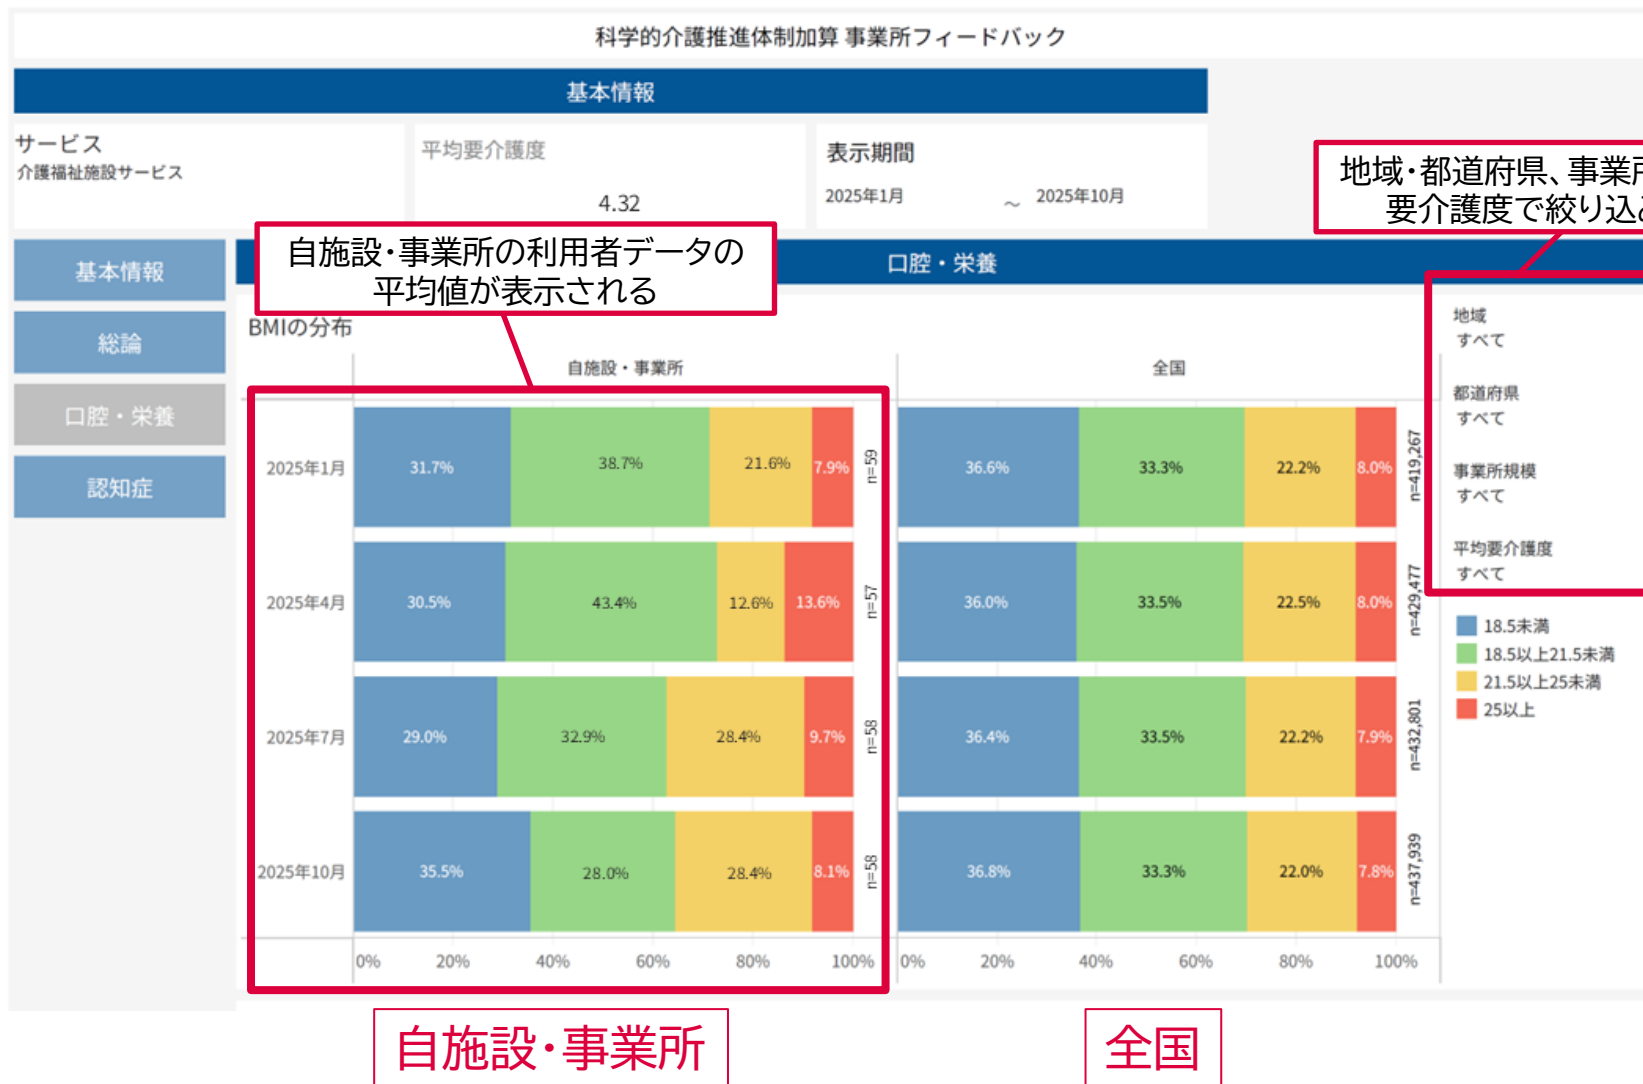 科学的介護推進体制加算 事業所フィードバック
基本情報
サービス
介護福祉施設サービス
平均要介護度
4.32
表示期間
2025年1月 ～ 2025年10月
地域・都道府県、事業所
要介護度で絞り込み
自施設・事業所の利用者データの
平均値が表示される
基本情報
総論
口腔・栄養
認知症
口腔・栄養
BMIの分布
自施設・事業所
全国
2025年1月
31.7% 38.7% 21.6% 7.9% n=59
36.6% 33.3% 22.2% 8.0% n=419,267
2025年4月
30.5% 43.4% 12.6% 13.6% n=57
36.0% 33.5% 22.5% 8.0% n=429,477
2025年7月
29.0% 32.9% 28.4% 9.7% n=58
36.4% 33.5% 22.2% 7.9% n=432,801
2025年10月
35.5% 28.0% 28.4% 8.1% n=58
36.8% 33.3% 22.0% 7.8% n=437,939
0% 20% 40% 60% 80% 100%
0% 20% 40% 60% 80% 100%
地域
すべて
都道府県
すべて
事業所規模
すべて
平均要介護度
すべて
18.5未満
18.5以上21.5未満
21.5以上25未満
25以上
自施設・事業所
全国